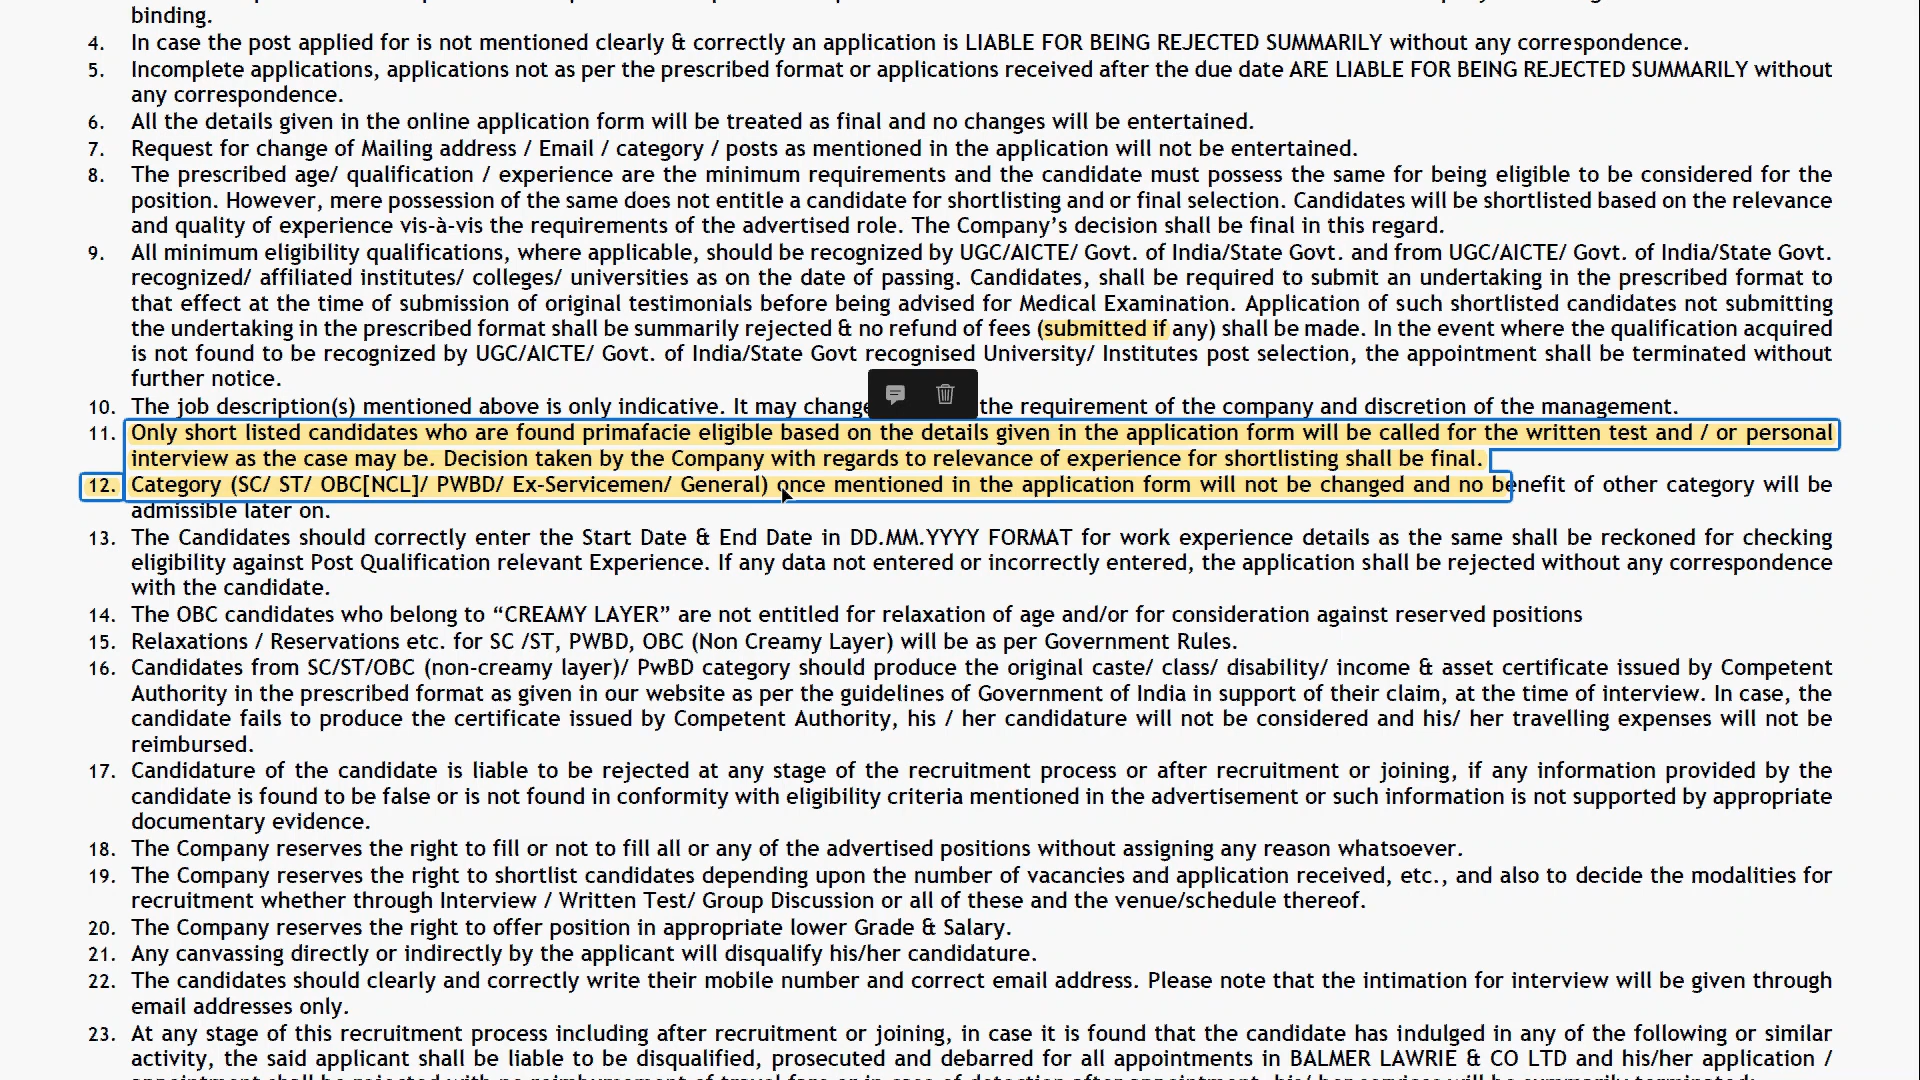 binding.
4. In case the post applied for is not mentioned clearly & correctly an application is LIABLE FOR BEING REJECTED SUMMARILY without any correspondence.
5. Incomplete applications, applications not as per the prescribed format or applications received after the due date ARE LIABLE FOR BEING REJECTED SUMMARILY without
any correspondence.
6. All the details given in the online application form will be treated as final and no changes will be entertained.
7. Request for change of Mailing address / Email / category / posts as mentioned in the application will not be entertained.
8. The prescribed age/ qualification / experience are the minimum requirements and the candidate must possess the same for being eligible to be considered for the
position. However, mere possession of the same does not entitle a candidate for shortlisting and or final selection. Candidates will be shortlisted based on the relevance
and quality of experience vis-à-vis the requirements of the advertised role. The Company’s decision shall be final in this regard.
9. All minimum eligibility qualifications, where applicable, should be recognized by UGC/AICTE/ Govt. of India/State Govt. and from UGC/AICTE/ Govt. of India/State Govt.
recognized/ affiliated institutes/ colleges/ universities as on the date of passing. Candidates, shall be required to submit an undertaking in the prescribed format to
that effect at the time of submission of original testimonials before being advised for Medical Examination. Application of such shortlisted candidates not submitting
the undertaking in the prescribed format shall be summarily rejected & no refund of fees (submitted if any) shall be made. In the event where the qualification acquired
is not found to be recognized by UGC/AICTE/ Govt. of India/State Govt recognised University/ Institutes post selection, the appointment shall be terminated without
further notice.
10. The job description(s) mentioned above is only indicative. It may change the requirement of the company and discretion of the management.
11. Only short listed candidates who are found primafacie eligible based on the details given in the application form will be called for the written test and / or personal
interview as the case may be. Decision taken by the Company with regards to relevance of experience for shortlisting shall be final.
12. Category (SC/ ST/ OBC[NCL]/ PWBD/ Ex-Servicemen/ General) once mentioned in the application form will not be changed and no benefit of other category will be
admissible later on.
13. The Candidates should correctly enter the Start Date & End Date in DD.MM.YYYY FORMAT for work experience details as the same shall be reckoned for checking
eligibility against Post Qualification relevant Experience. If any data not entered or incorrectly entered, the application shall be rejected without any correspondence
with the candidate.
14. The OBC candidates who belong to “CREAMY LAYER” are not entitled for relaxation of age and/or for consideration against reserved positions
15. Relaxations / Reservations etc. for SC /ST, PWBD, OBC (Non Creamy Layer) will be as per Government Rules.
16. Candidates from SC/ST/OBC (non-creamy layer)/ PwBD category should produce the original caste/ class/ disability/ income & asset certificate issued by Competent
Authority in the prescribed format as given in our website as per the guidelines of Government of India in support of their claim, at the time of interview. In case, the
candidate fails to produce the certificate issued by Competent Authority, his / her candidature will not be considered and his/ her travelling expenses will not be
reimbursed.
17. Candidature of the candidate is liable to be rejected at any stage of the recruitment process or after recruitment or joining, if any information provided by the
candidate is found to be false or is not found in conformity with eligibility criteria mentioned in the advertisement or such information is not supported by appropriate
documentary evidence.
18. The Company reserves the right to fill or not to fill all or any of the advertised positions without assigning any reason whatsoever.
19. The Company reserves the right to shortlist candidates depending upon the number of vacancies and application received, etc., and also to decide the modalities for
recruitment whether through Interview / Written Test/ Group Discussion or all of these and the venue/schedule thereof.
20. The Company reserves the right to offer position in appropriate lower Grade & Salary.
21. Any canvassing directly or indirectly by the applicant will disqualify his/her candidature.
22. The candidates should clearly and correctly write their mobile number and correct email address. Please note that the intimation for interview will be given through
email addresses only.
23. At any stage of this recruitment process including after recruitment or joining, in case it is found that the candidate has indulged in any of the following or similar
activity, the said applicant shall be liable to be disqualified, prosecuted and debarred for all appointments in BALMER LAWRIE & CO LTD and his/her application /